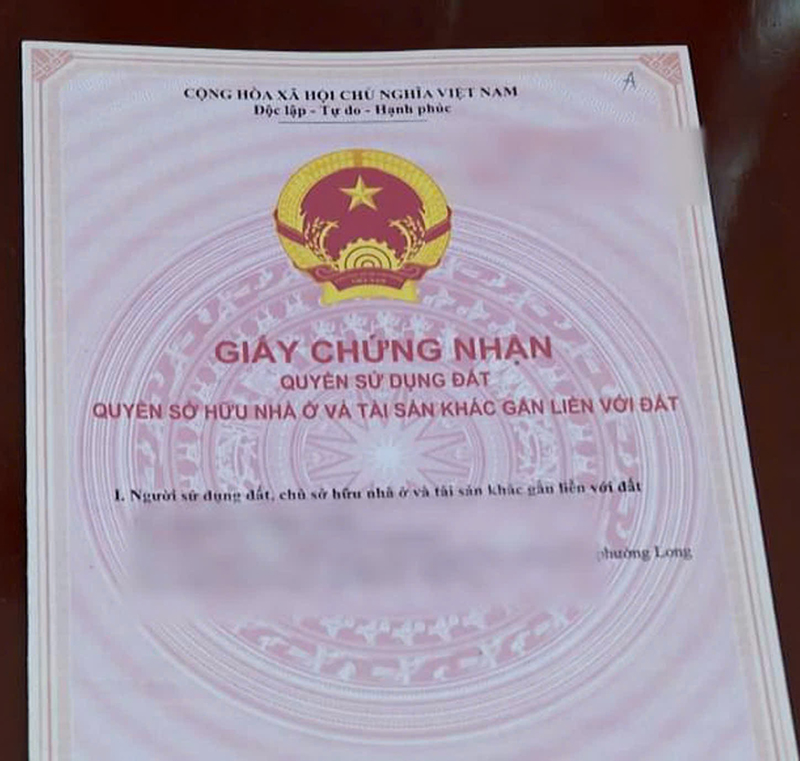 A
CỘNG HÒA XÃ HỘI CHỦ NGHĨA VIỆT NAM
Độc lập - Tự do - Hạnh phúc
GIẤY CHỨNG NHẬN
QUYỀN SỬ DỤNG ĐẤT
QUYỀN SỞ HỮU NHÀ Ở VÀ TÀI SẢN KHÁC GẮN LIỀN VỚI ĐẤT
I. Người sử dụng đất, chủ sở hữu nhà ở và tài sản khác gắn liền với đất
phường Long